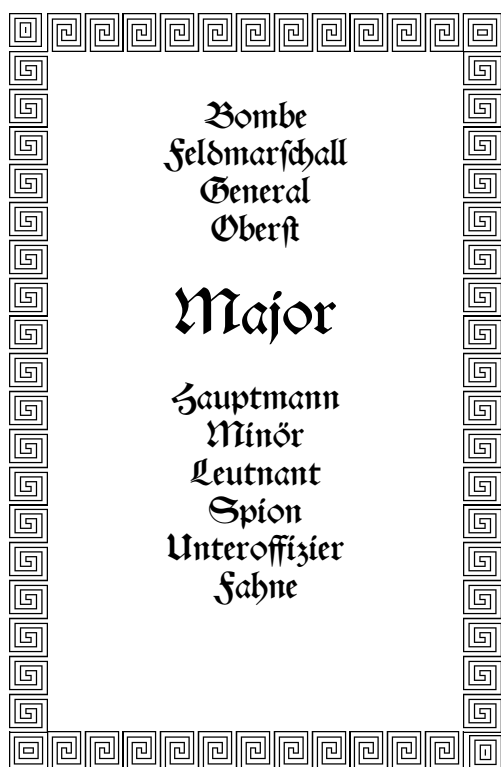 Bombe
Feldmarſchall
General
Oberſt
Major
Hauptmann
Minör
Leutnant
Spion
Unteroffizier
Fahne